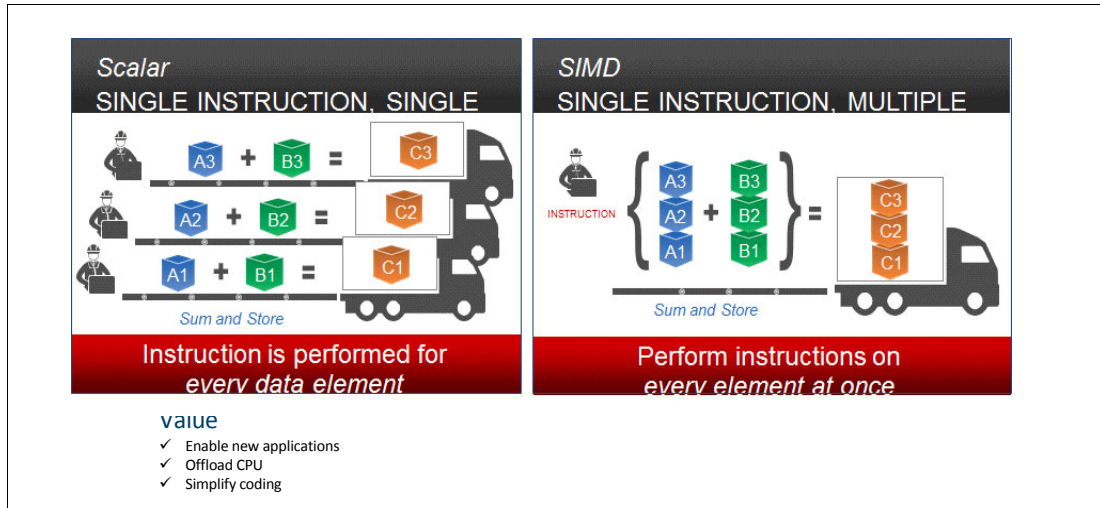 Scalar
SINGLE INSTRUCTION, SINGLE
A3 + B3 = C3
A2 + B2 = C2
A1 + B1 = C1
Sum and Store
Instruction is performed for
every data element
SIMD
SINGLE INSTRUCTION, MULTIPLE
INSTRUCTION
{ A3 A2 A1 + B3 B2 B1 } = C3 C2 C1
Sum and Store
Perform instructions on
every element at once
Value
✓ Enable new applications
✓ Offload CPU
✓ Simplify coding